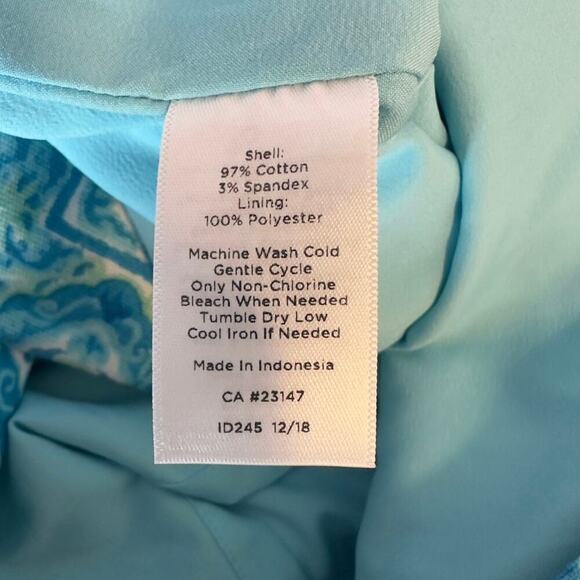 Shell:
97% Cotton
3% Spandex
Lining:
100% Polyester
Machine Wash Cold
Gentle Cycle
Only Non-Chlorine
Bleach When Needed
Tumble Dry Low
Cool Iron If Needed
Made In Indonesia
CA #23147
ID245 12/18